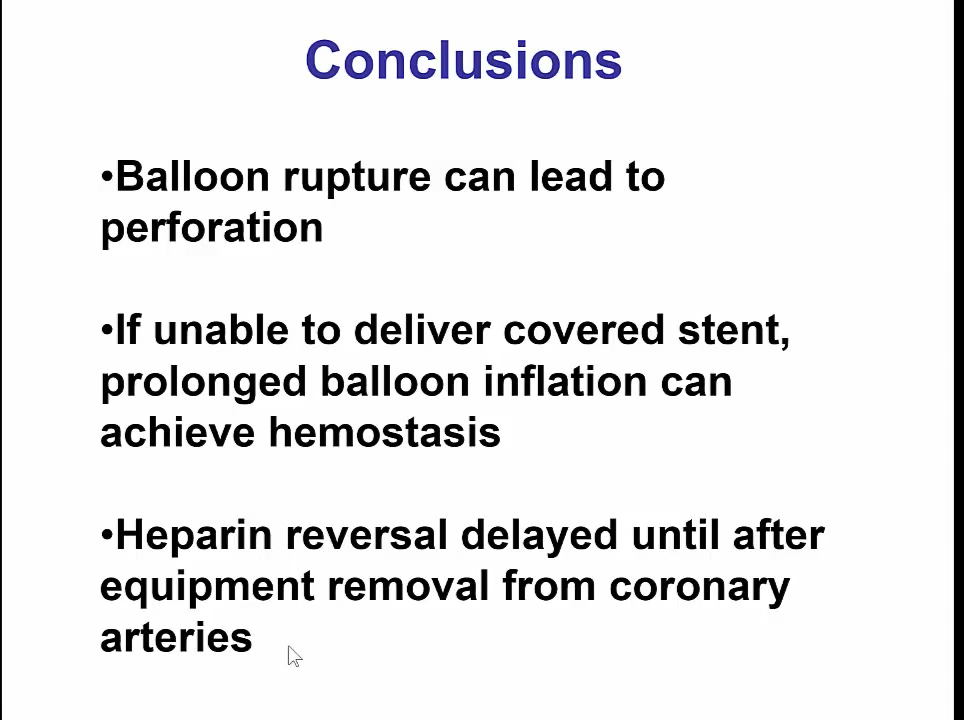 Conclusions
•Balloon rupture can lead to
perforation
•If unable to deliver covered stent,
prolonged balloon inflation can
achieve hemostasis
•Heparin reversal delayed until after
equipment removal from coronary
arteries